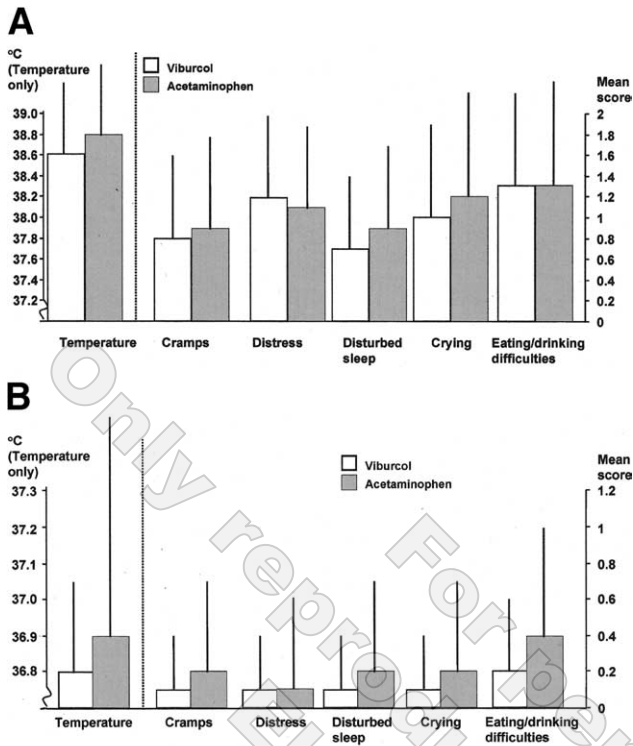 A
°C
(Temperature
only)
Viburcol
Acetaminophen
Mean
score
39.0
38.6
38.4
38.2
38.0
37.8
37.6
37.4
37.2
2
1.8
1.6
1.4
1.2
1
0.8
0.6
0.4
0.2
0
Temperature
Cramps
Distress
Disturbed
sleep
Crying
Eating/drinking
difficulties
B
°C
(Temperature
only)
Viburcol
Acetaminophen
Mean
score
37.3
37.2
37.1
37.0
36.9
36.8
1.2
1
0.8
0.6
0.4
0.2
0
Temperature
Cramps
Distress
Disturbed
sleep
Crying
Eating/drinking
difficulties
Only
For